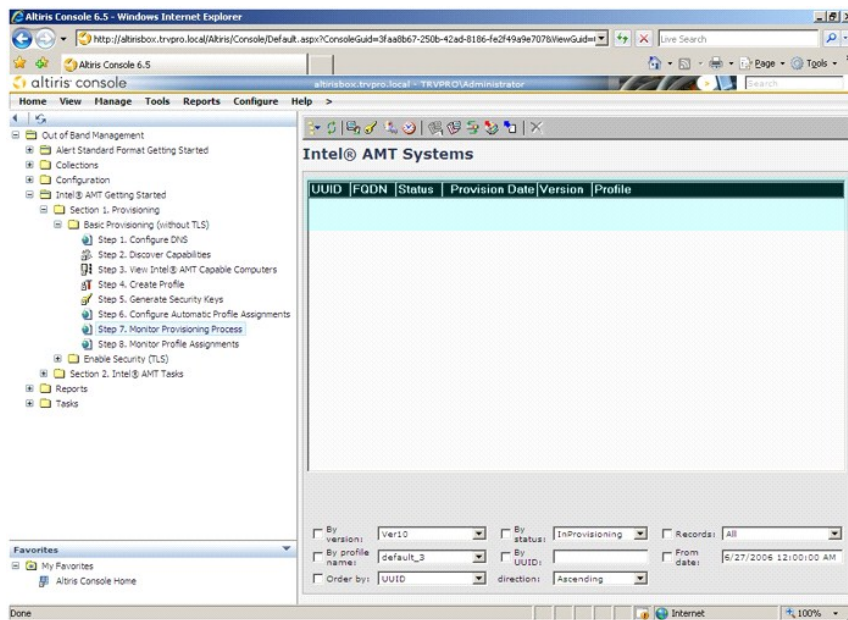 Altiris Console 6.5 - Windows Internet Explorer
http://altirisbox.trvpro.local/Altiris/Console/Default.aspx?ConsoleGuid=3faa8b67-250b-42ad-8186-fe2f49a9e707&ViewGuid=
Live Search
Altiris Console 6.5
Page
Tools
altiris console
altirisbox.trvpro.local - TRVPRO\Administrator
Search
Home View Manage Tools Reports Configure Help >
Out of Band Management
Alert Standard Format Getting Started
Collections
Configuration
Intel® AMT Getting Started
Section 1. Provisioning
Basic Provisioning (without TLS)
Step 1. Configure DNS
Step 2. Discover Capabilities
Step 3. View Intel® AMT Capable Computers
Step 4. Create Profile
Step 5. Generate Security Keys
Step 6. Configure Automatic Profile Assignments
Step 7. Monitor Provisioning Process
Step 8. Monitor Profile Assignments
Enable Security (TLS)
Section 2. Intel® AMT Tasks
Reports
Tasks
Favorites
My Favorites
Altiris Console Home
Intel® AMT Systems
UUID FQDN Status Provision Date Version Profile
By version: Ver10 By status: InProvisioning Records: All
By profile name: default_3 By UUID: From date: 6/27/2006 12:00:00 AM
Order by: UUID direction: Ascending
Done
Internet
100%